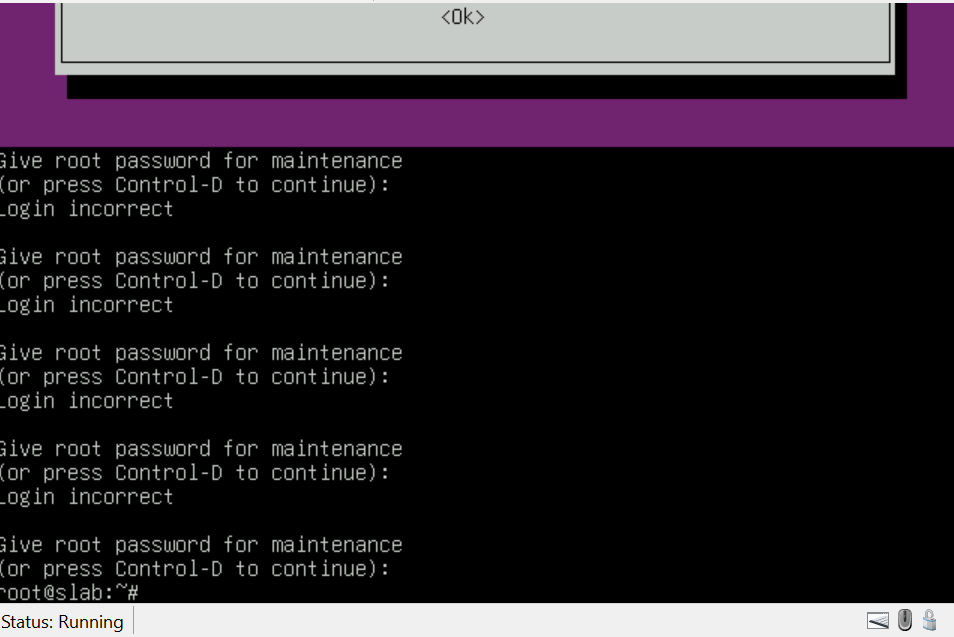 <Ok>
Give root password for maintenance
(or press Control-D to continue):
Login incorrect
Give root password for maintenance
(or press Control-D to continue):
Login incorrect
Give root password for maintenance
(or press Control-D to continue):
Login incorrect
Give root password for maintenance
(or press Control-D to continue):
Login incorrect
Give root password for maintenance
(or press Control-D to continue):
root@slab:~#
Status: Running